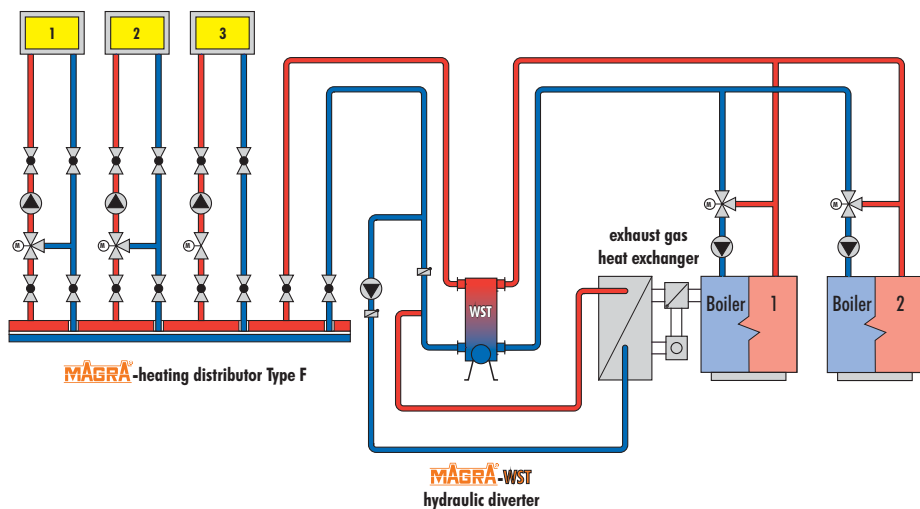 1 2 3
M M M
M M
exhaust gas
heat exchanger
WST
Boiler 1
Boiler 2
MAGRA®-heating distributor Type F
MAGRA®-WST
hydraulic diverter